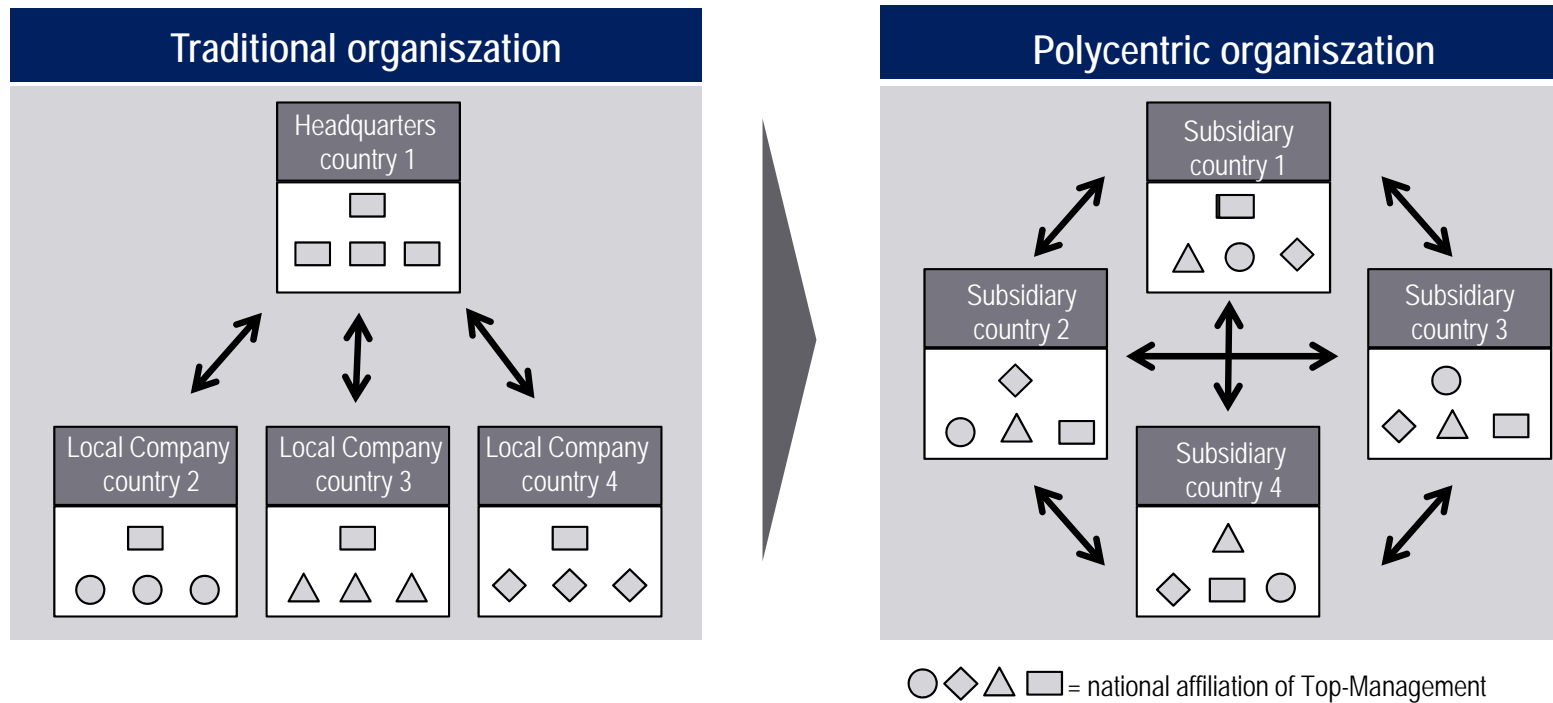 Traditional organiszation
Headquarters
country 1
Local Company
country 2
Local Company
country 3
Local Company
country 4
Polycentric organiszation
Subsidiary
country 1
Subsidiary
country 2
Subsidiary
country 3
Subsidiary
country 4
= national affiliation of Top-Management